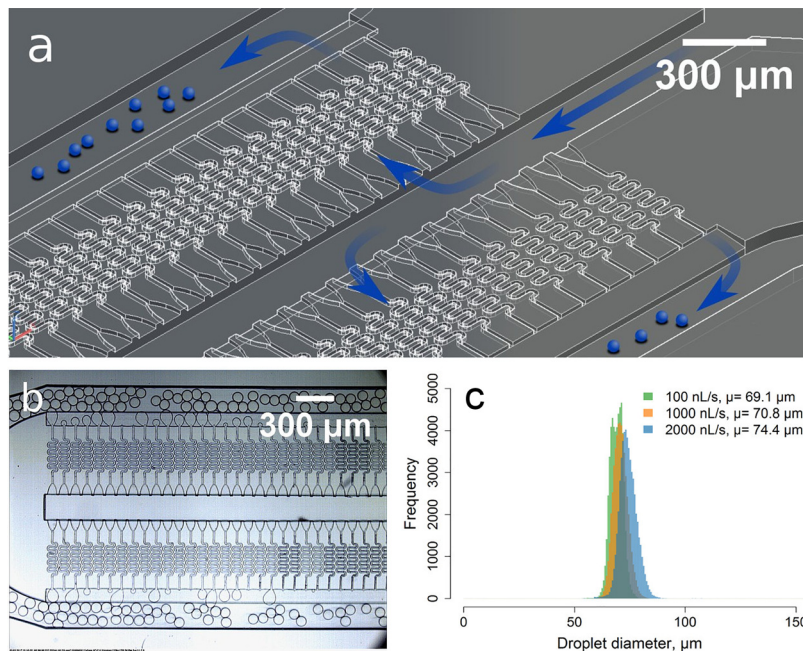 a
300 µm
b
300 µm
c
100 nL/s, µ= 69.1 µm
1000 nL/s, µ= 70.8 µm
2000 nL/s, µ= 74.4 µm
Frequency
0
1000
2000
3000
4000
5000
0
50
100
150
Droplet diameter, µm